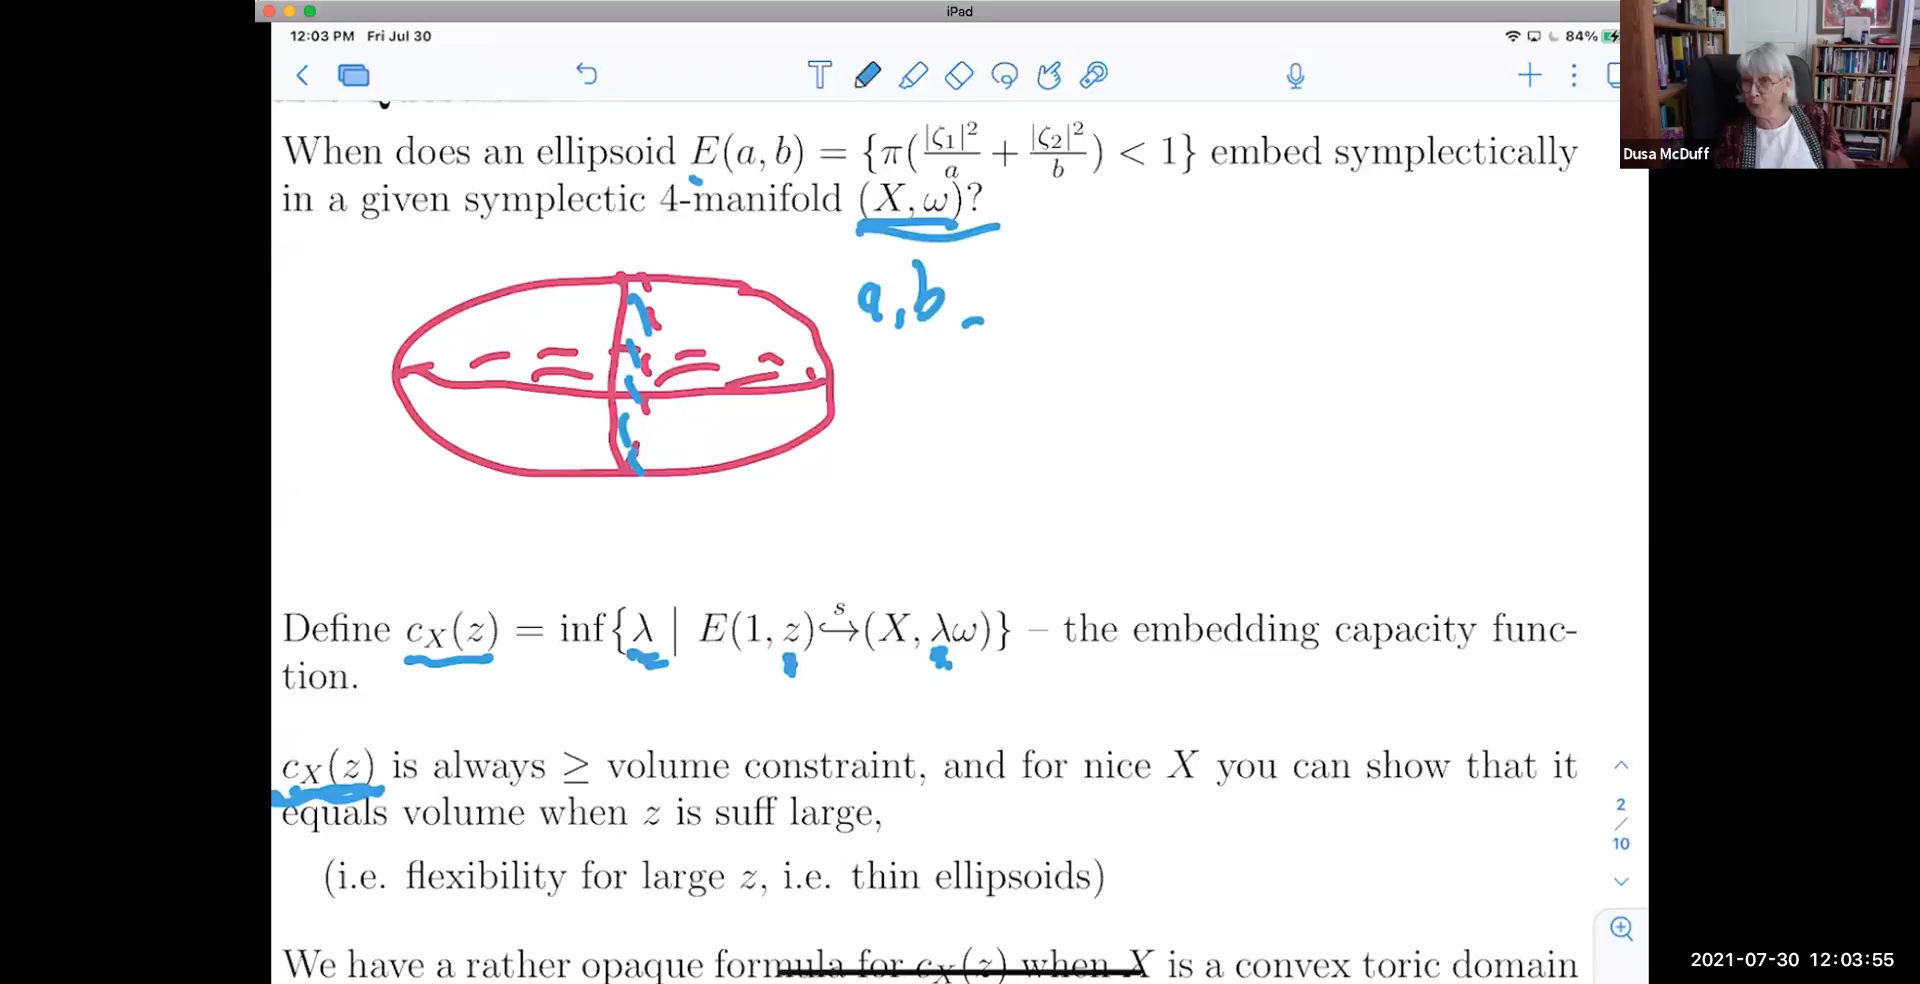 iPad
12:03 PM Fri Jul 30
84%
When does an ellipsoid E(a, b) = {π(|ζ₁|²/a + |ζ₂|²/b) < 1} embed symplectically
in a given symplectic 4-manifold (X, ω)?
a, b
Define c_X(z) = inf{λ | E(1, z) ↪ˢ (X, λω)} – the embedding capacity func-
tion.
c_X(z) is always ≥ volume constraint, and for nice X you can show that it
equals volume when z is suff large,
(i.e. flexibility for large z, i.e. thin ellipsoids)
We have a rather opaque formula for c_X(z) when X is a convex toric domain
2
/
10
Dusa McDuff
2021-07-30 12:03:55